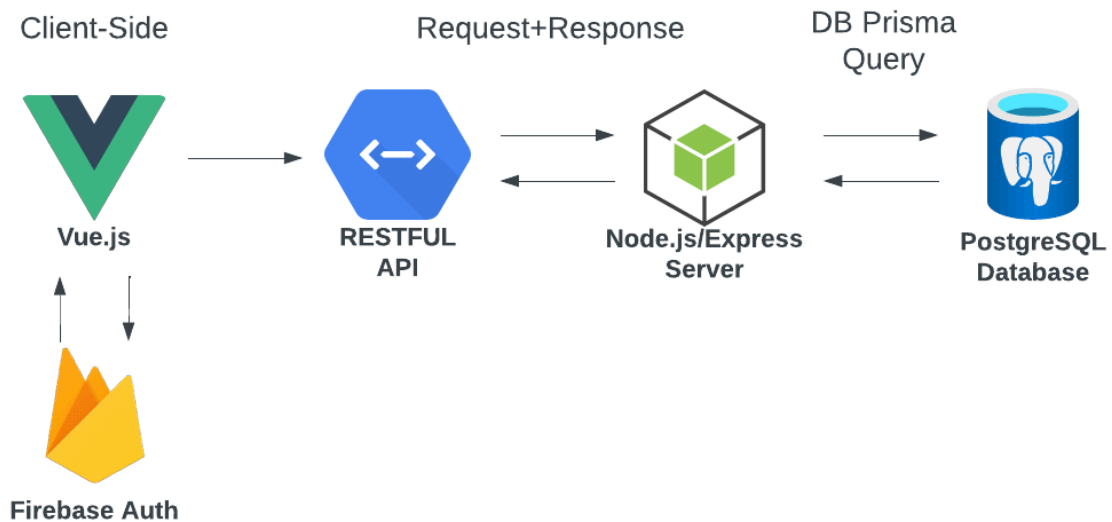 Client-Side
Request+Response
DB Prisma
Query
Vue.js
RESTFUL
API
Node.js/Express
Server
PostgreSQL
Database
Firebase Auth